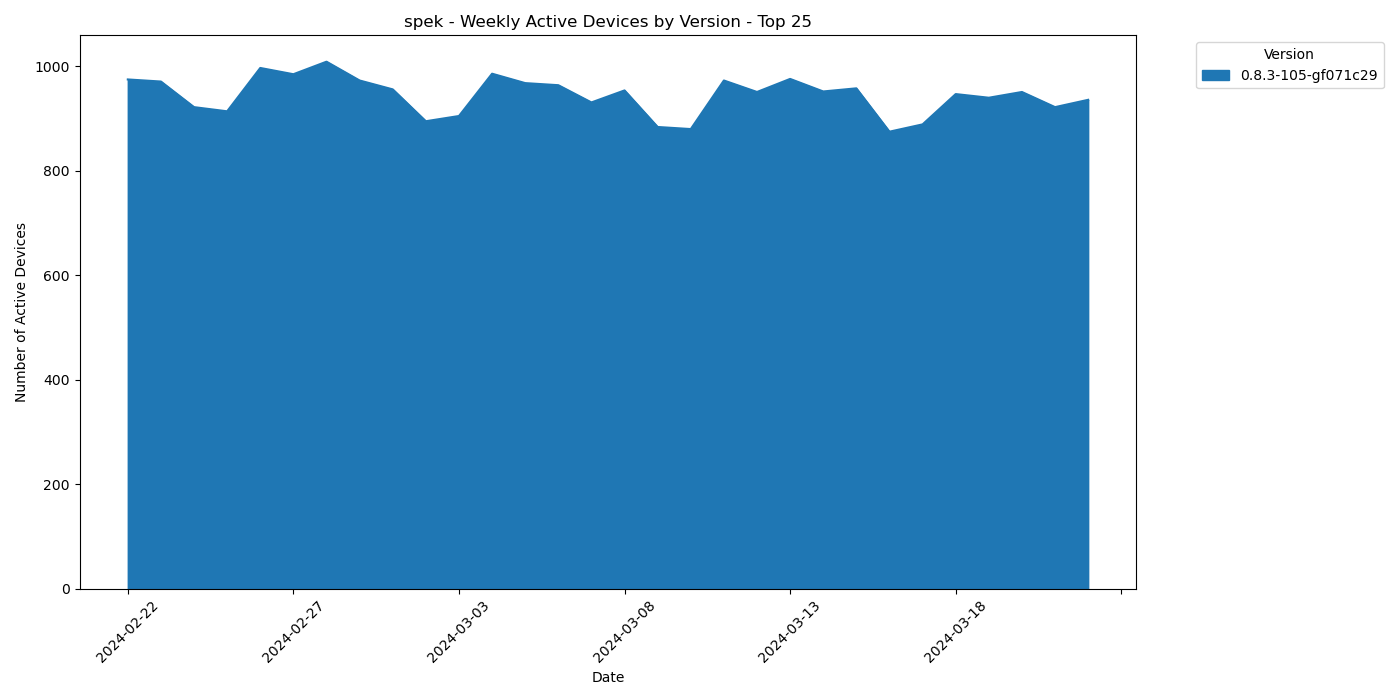 spek - Weekly Active Devices by Version - Top 25
Version
0.8.3-105-gf071c29
Number of Active Devices
1000
800
600
400
200
0
2024-02-22
2024-02-27
2024-03-03
2024-03-08
2024-03-13
2024-03-18
Date